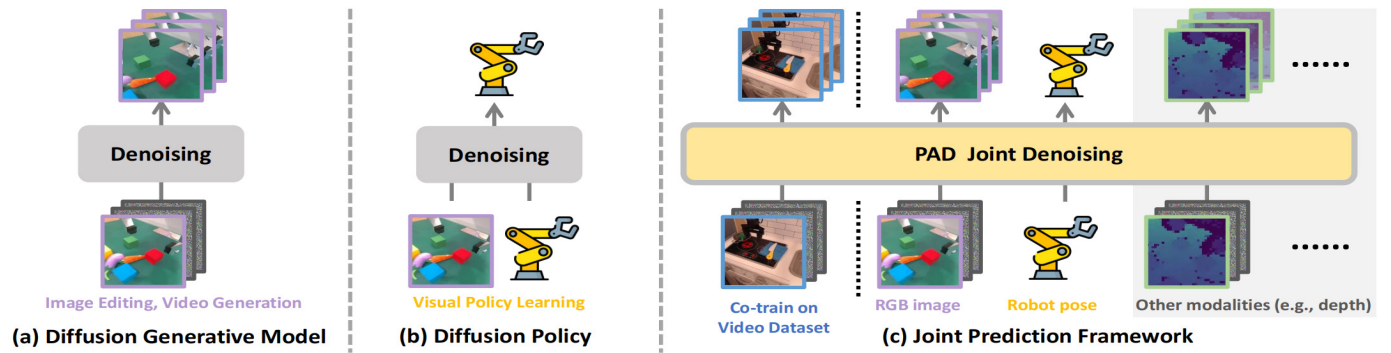 Denoising
Image Editing, Video Generation
(a) Diffusion Generative Model
Denoising
Visual Policy Learning
(b) Diffusion Policy
PAD Joint Denoising
Co-train on
Video Dataset
RGB image
Robot pose
Other modalities (e.g., depth)
(c) Joint Prediction Framework